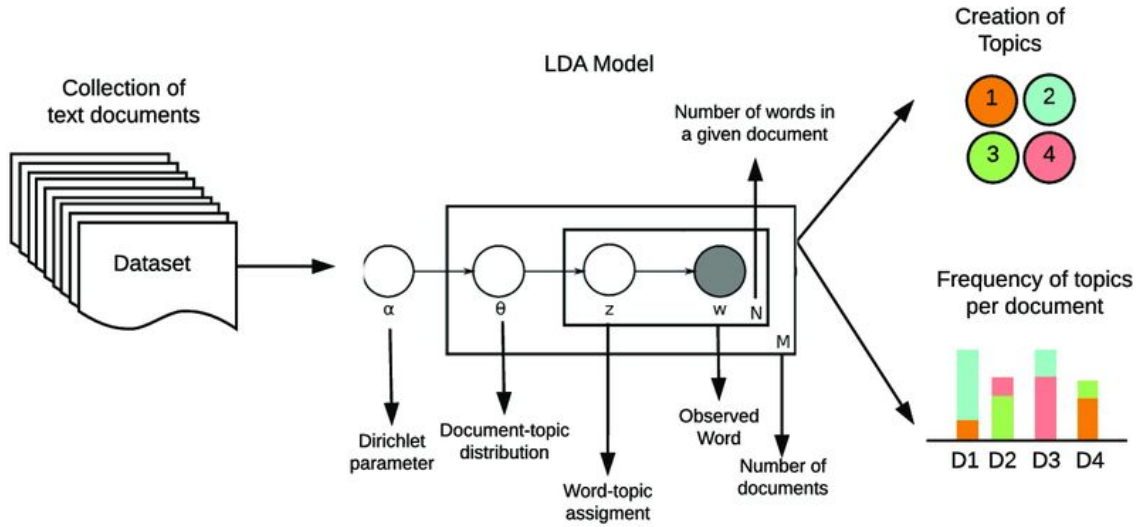 Collection of
text documents
Dataset
LDA Model
Number of words in
a given document
α
θ
z
w
N
M
Dirichlet
parameter
Document-topic
distribution
Word-topic
assigment
Observed
Word
Number of
documents
Creation of
Topics
1
2
3
4
Frequency of topics
per document
D1 D2 D3 D4